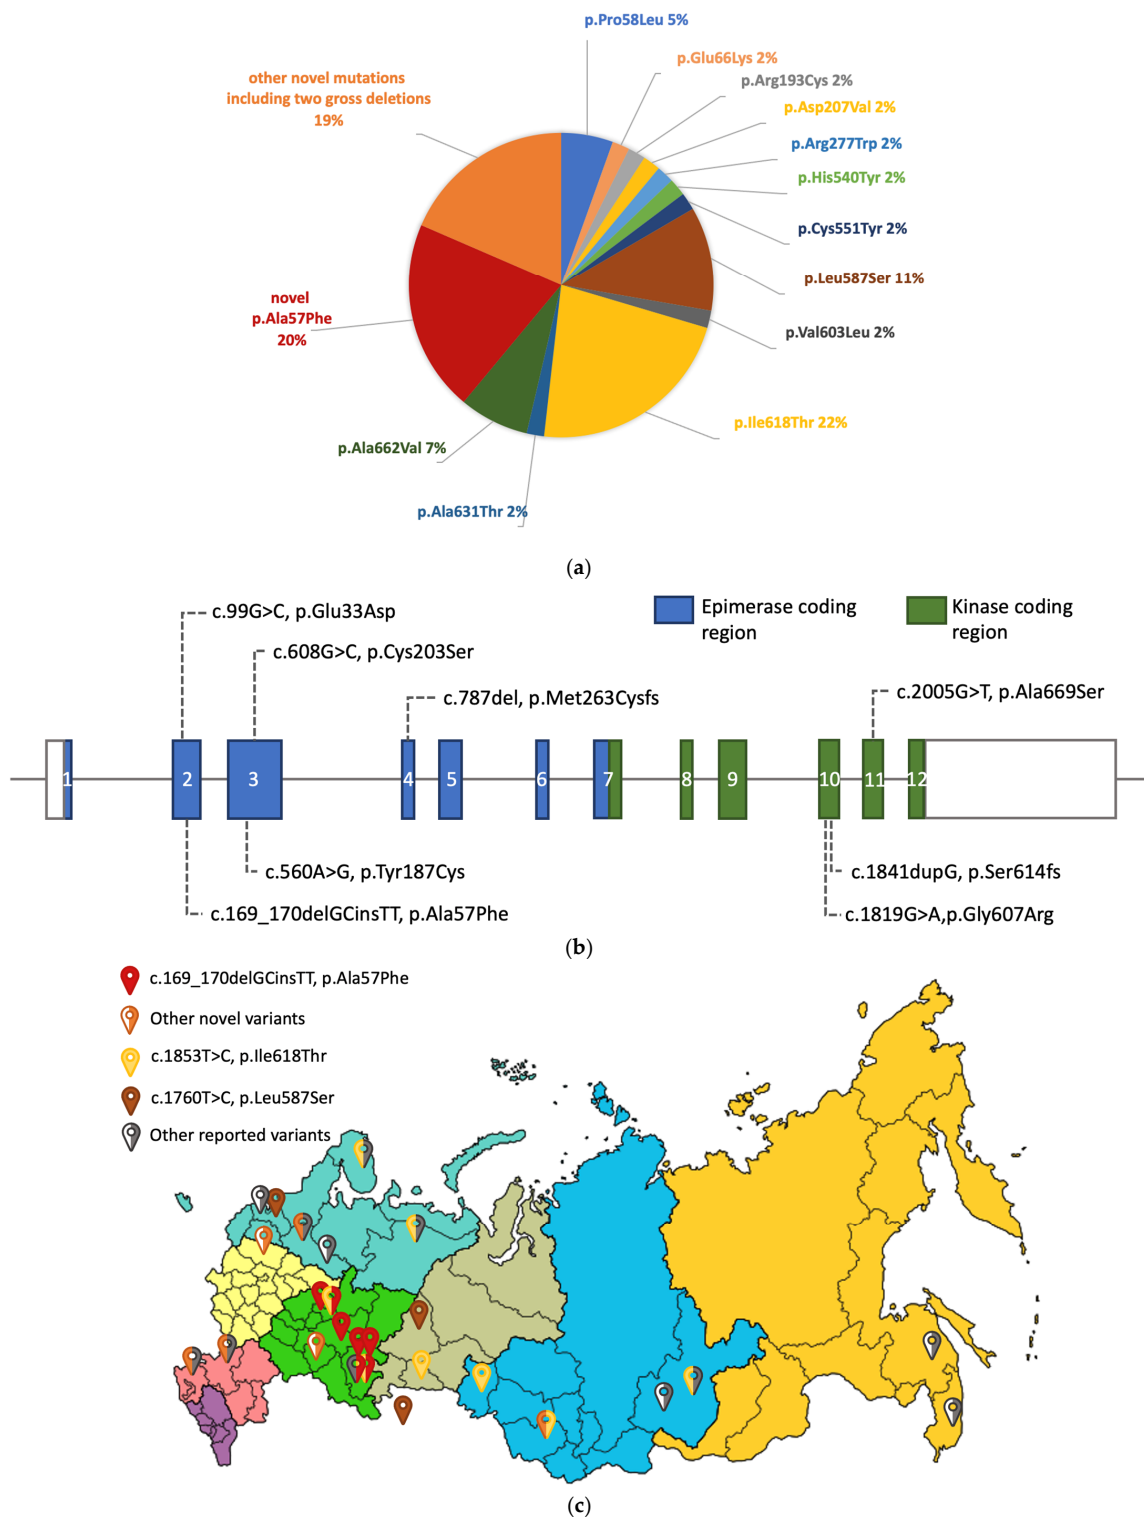 p.Pro58Leu 5%
p.Glu66Lys 2%
p.Arg193Cys 2%
p.Asp207Val 2%
p.Arg277Trp 2%
p.His540Tyr 2%
p.Cys551Tyr 2%
p.Leu587Ser 11%
p.Val603Leu 2%
p.Ile618Thr 22%
p.Ala631Thr 2%
p.Ala662Val 7%
novel
p.Ala57Phe
20%
other novel mutations
including two gross deletions
19%
(a)
c.99G>C, p.Glu33Asp
c.608G>C, p.Cys203Ser
c.787del, p.Met263Cysfs
Epimerase coding
region
Kinase coding
region
c.2005G>T, p.Ala669Ser
1 2 3 4 5 6 7 8 9 10 11 12
c.560A>G, p.Tyr187Cys
c.169_170delGCinsTT, p.Ala57Phe
c.1841dupG, p.Ser614fs
c.1819G>A,p.Gly607Arg
(b)
c.169_170delGCinsTT, p.Ala57Phe
Other novel variants
c.1853T>C, p.Ile618Thr
c.1760T>C, p.Leu587Ser
Other reported variants
(c)